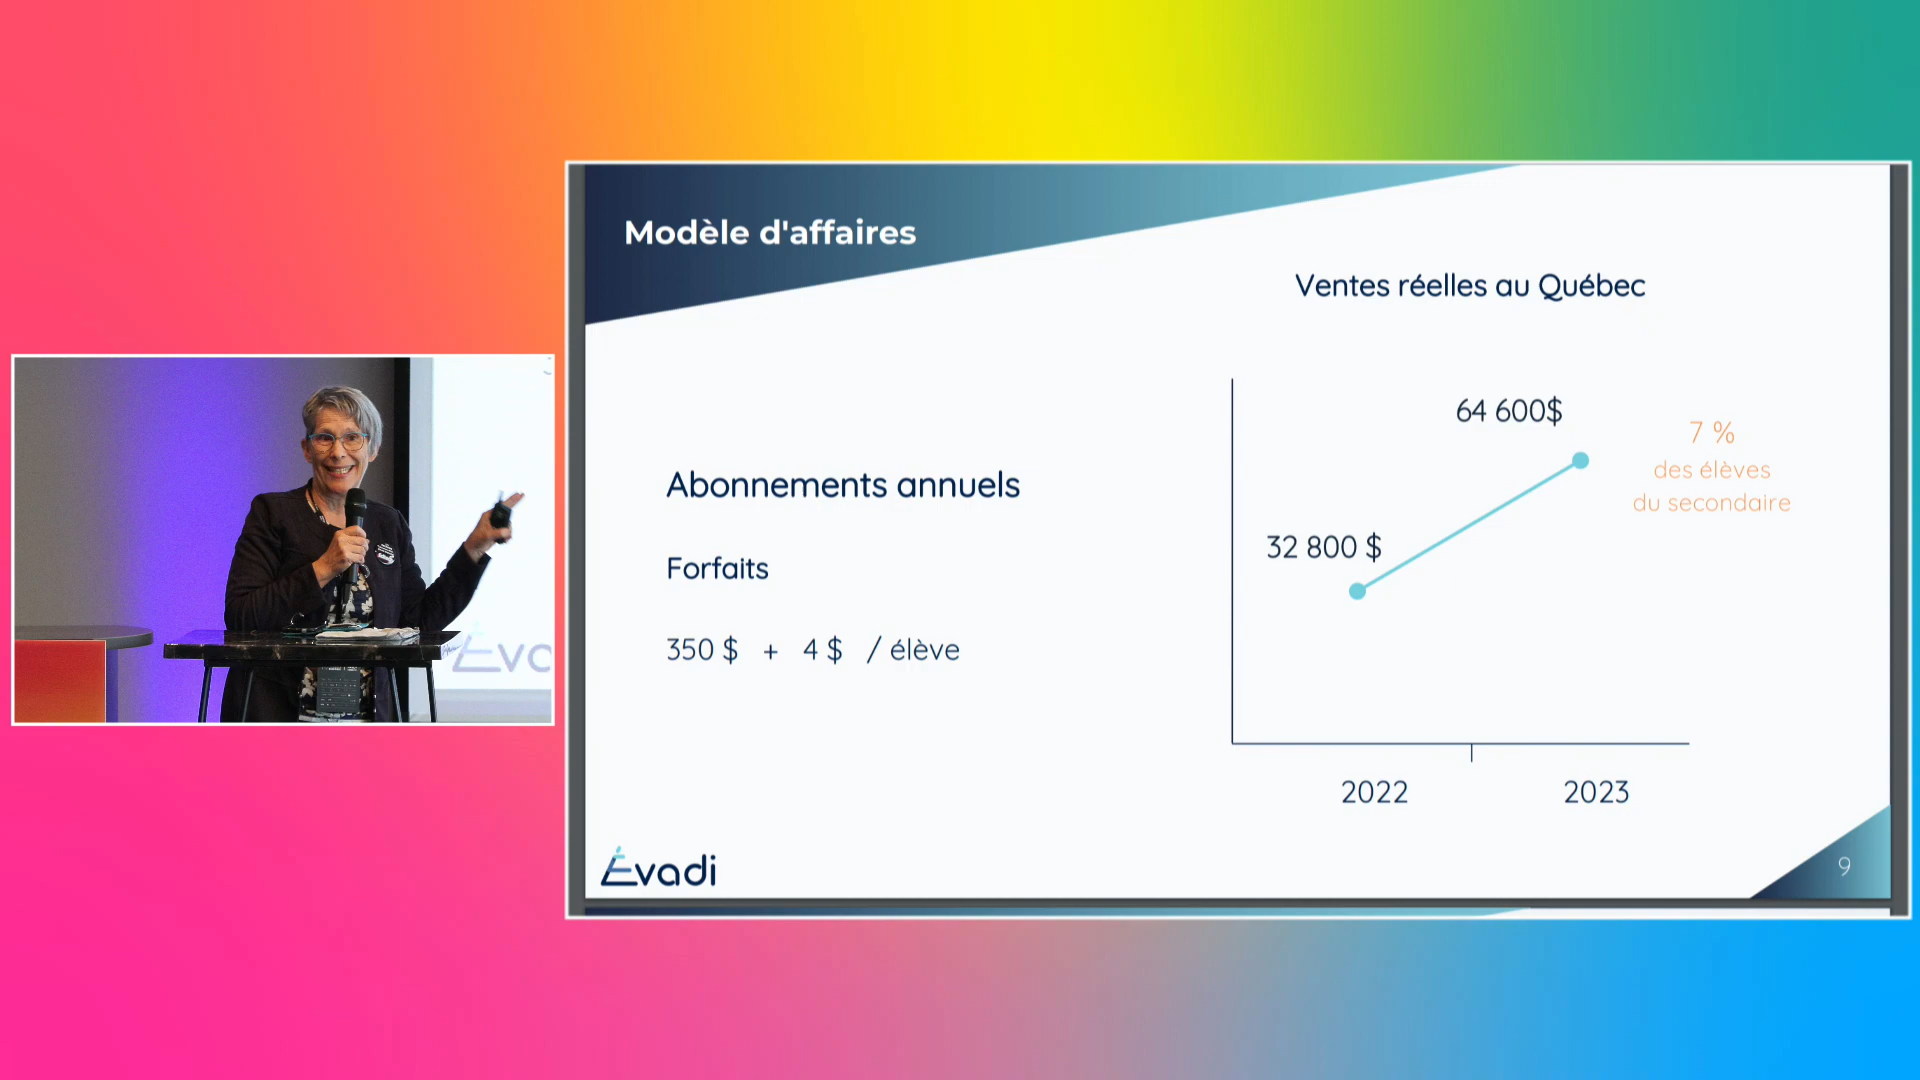 Modèle d'affaires
Ventes réelles au Québec
Abonnements annuels
Forfaits
350 $ + 4 $ / élève
64 600$
32 800 $
7 %
des élèves
du secondaire
2022 2023
Évadi
9
Éva